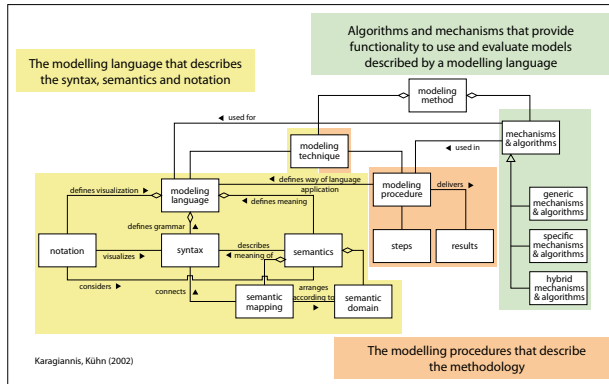 Algorithms and mechanisms that provide
functionality to use and evaluate models
described by a modelling language
The modelling language that describes
the syntax, semantics and notation
modeling
method
◄ used for
mechanisms
& algorithms
modeling
technique
◄ used in
◄ defines way of language
application
defines visualization ►
modeling
language
◄ defines meaning
modeling
procedure
delivers ►
generic
mechanisms
& algorithms
defines grammar ▲
notation
visualizes ►
syntax
describes
◄ meaning of
semantics
steps
results
specific
mechanisms
& algorithms
considers ►
connects ▲
semantic
mapping
arranges
according to ►
semantic
domain
hybrid
mechanisms
& algorithms
Karagiannis, Kühn (2002)
The modelling procedures that describe
the methodology